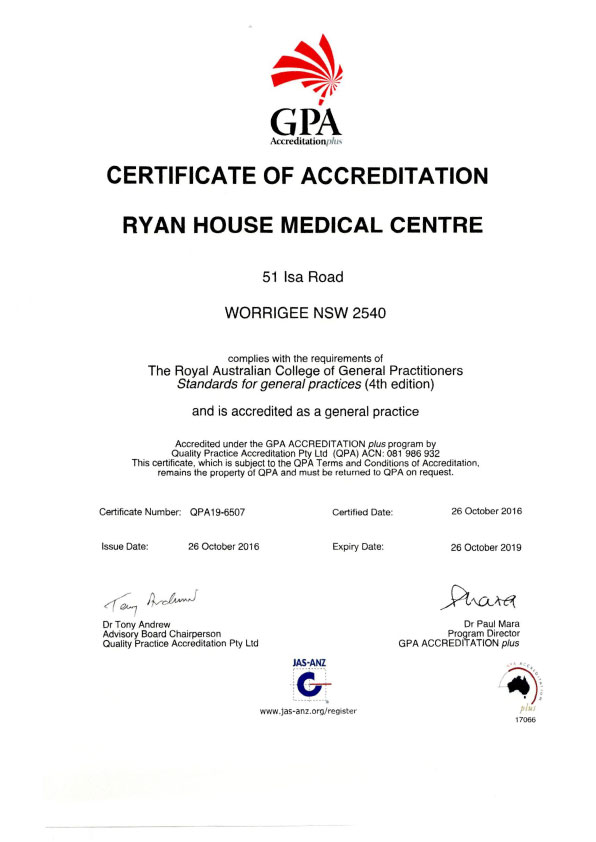 GPA
Accreditation plus
CERTIFICATE OF ACCREDITATION
RYAN HOUSE MEDICAL CENTRE
51 Isa Road
WORRIGEE NSW 2540
complies with the requirements of
The Royal Australian College of General Practitioners
Standards for general practices (4th edition)
and is accredited as a general practice
Accredited under the GPA ACCREDITATION plus program by
Quality Practice Accreditation Pty Ltd (QPA) ACN: 081 986 932
This certificate, which is subject to the QPA Terms and Conditions of Accreditation,
remains the property of QPA and must be returned to QPA on request.
Certificate Number: QPA19-6507 Certified Date: 26 October 2016
Issue Date: 26 October 2016 Expiry Date: 26 October 2019
Tony Andrew
Dr Tony Andrew
Advisory Board Chairperson
Quality Practice Accreditation Pty Ltd
PMara
Dr Paul Mara
Program Director
GPA ACCREDITATION plus
JAS-ANZ
www.jas-anz.org/register
GPA ACCREDITATION
plus
17066